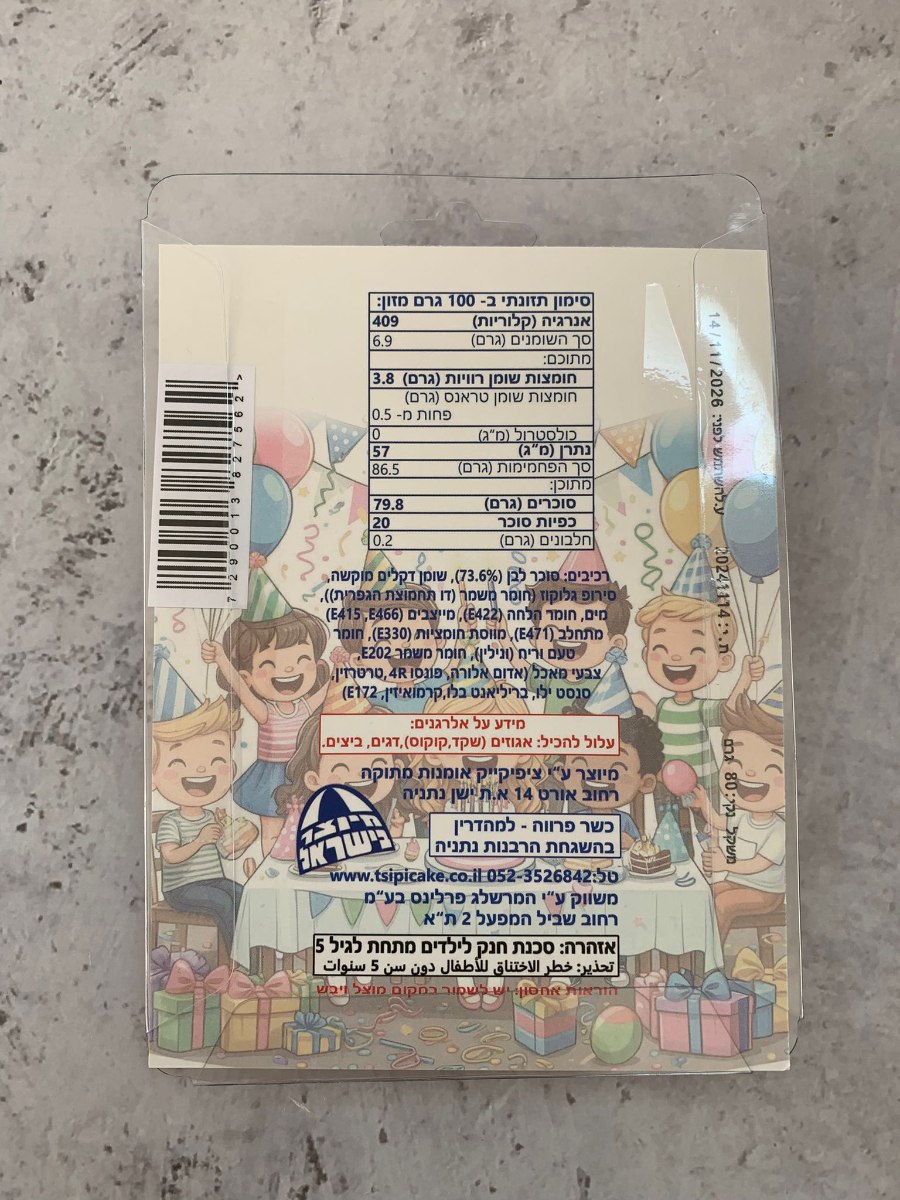 סימון תזונתי ב- 100 גרם מזון:
אנרגיה (קלוריות) 409
סך השומנים (גרם) 6.9
מתוכם:
חומצות שומן רוויות (גרם) 3.8
חומצות שומן טראנס (גרם)
פחות מ- 0.5
כולסטרול (מ"ג) 0
נתרן (מ"ג) 57
סך הפחמימות (גרם) 86.5
מתוכן:
סוכרים (גרם) 79.8
כפיות סוכר 20
חלבונים (גרם) 0.2
רכיבים: סוכר לבן (73.6%), שומן דקלים מוקשה,
סירופ גלוקוז (חומר משמר (דו תחמוצת הגפרית)),
מים, חומר הלחה (E422), מייצבים (E415, E466)
מתחלב (E471), מווסת חומציות (E330), חומר
טעם וריח (ונילין), חומר משמר E202
צבעי מאכל (אדום אלורה, פונסו 4R, טרטרזין,
סנסט ילו, בריליאנט בלו, קרמואיזין, E172)
מידע על אלרגנים:
עלול להכיל: אגוזים (שקד,קוקוס),דגים, ביצים.
מיוצר ע"י ציפיקייק אומנות מתוקה
רחוב אורט 14 א.ת ישן נתניה
מיוצר
בישראל
כשר פרווה - למהדרין
בהשגחת הרבנות נתניה
טל:052-3526842 www.tsipicake.co.il
משווק ע"י המרשלג פרלינס בע"מ
רחוב שביל המפעל 2 ת"א
אזהרה: סכנת חנק לילדים מתחת לגיל 5
تحذير: خطر الاختناق للأطفال دون سن 5 سنوات
הוראות אחסון: יש לשמור במקום מוצל ויבש
7 290013 827562 >
14/11/2026
ת.י.: 20241114
משקל נקי: 80 גרם